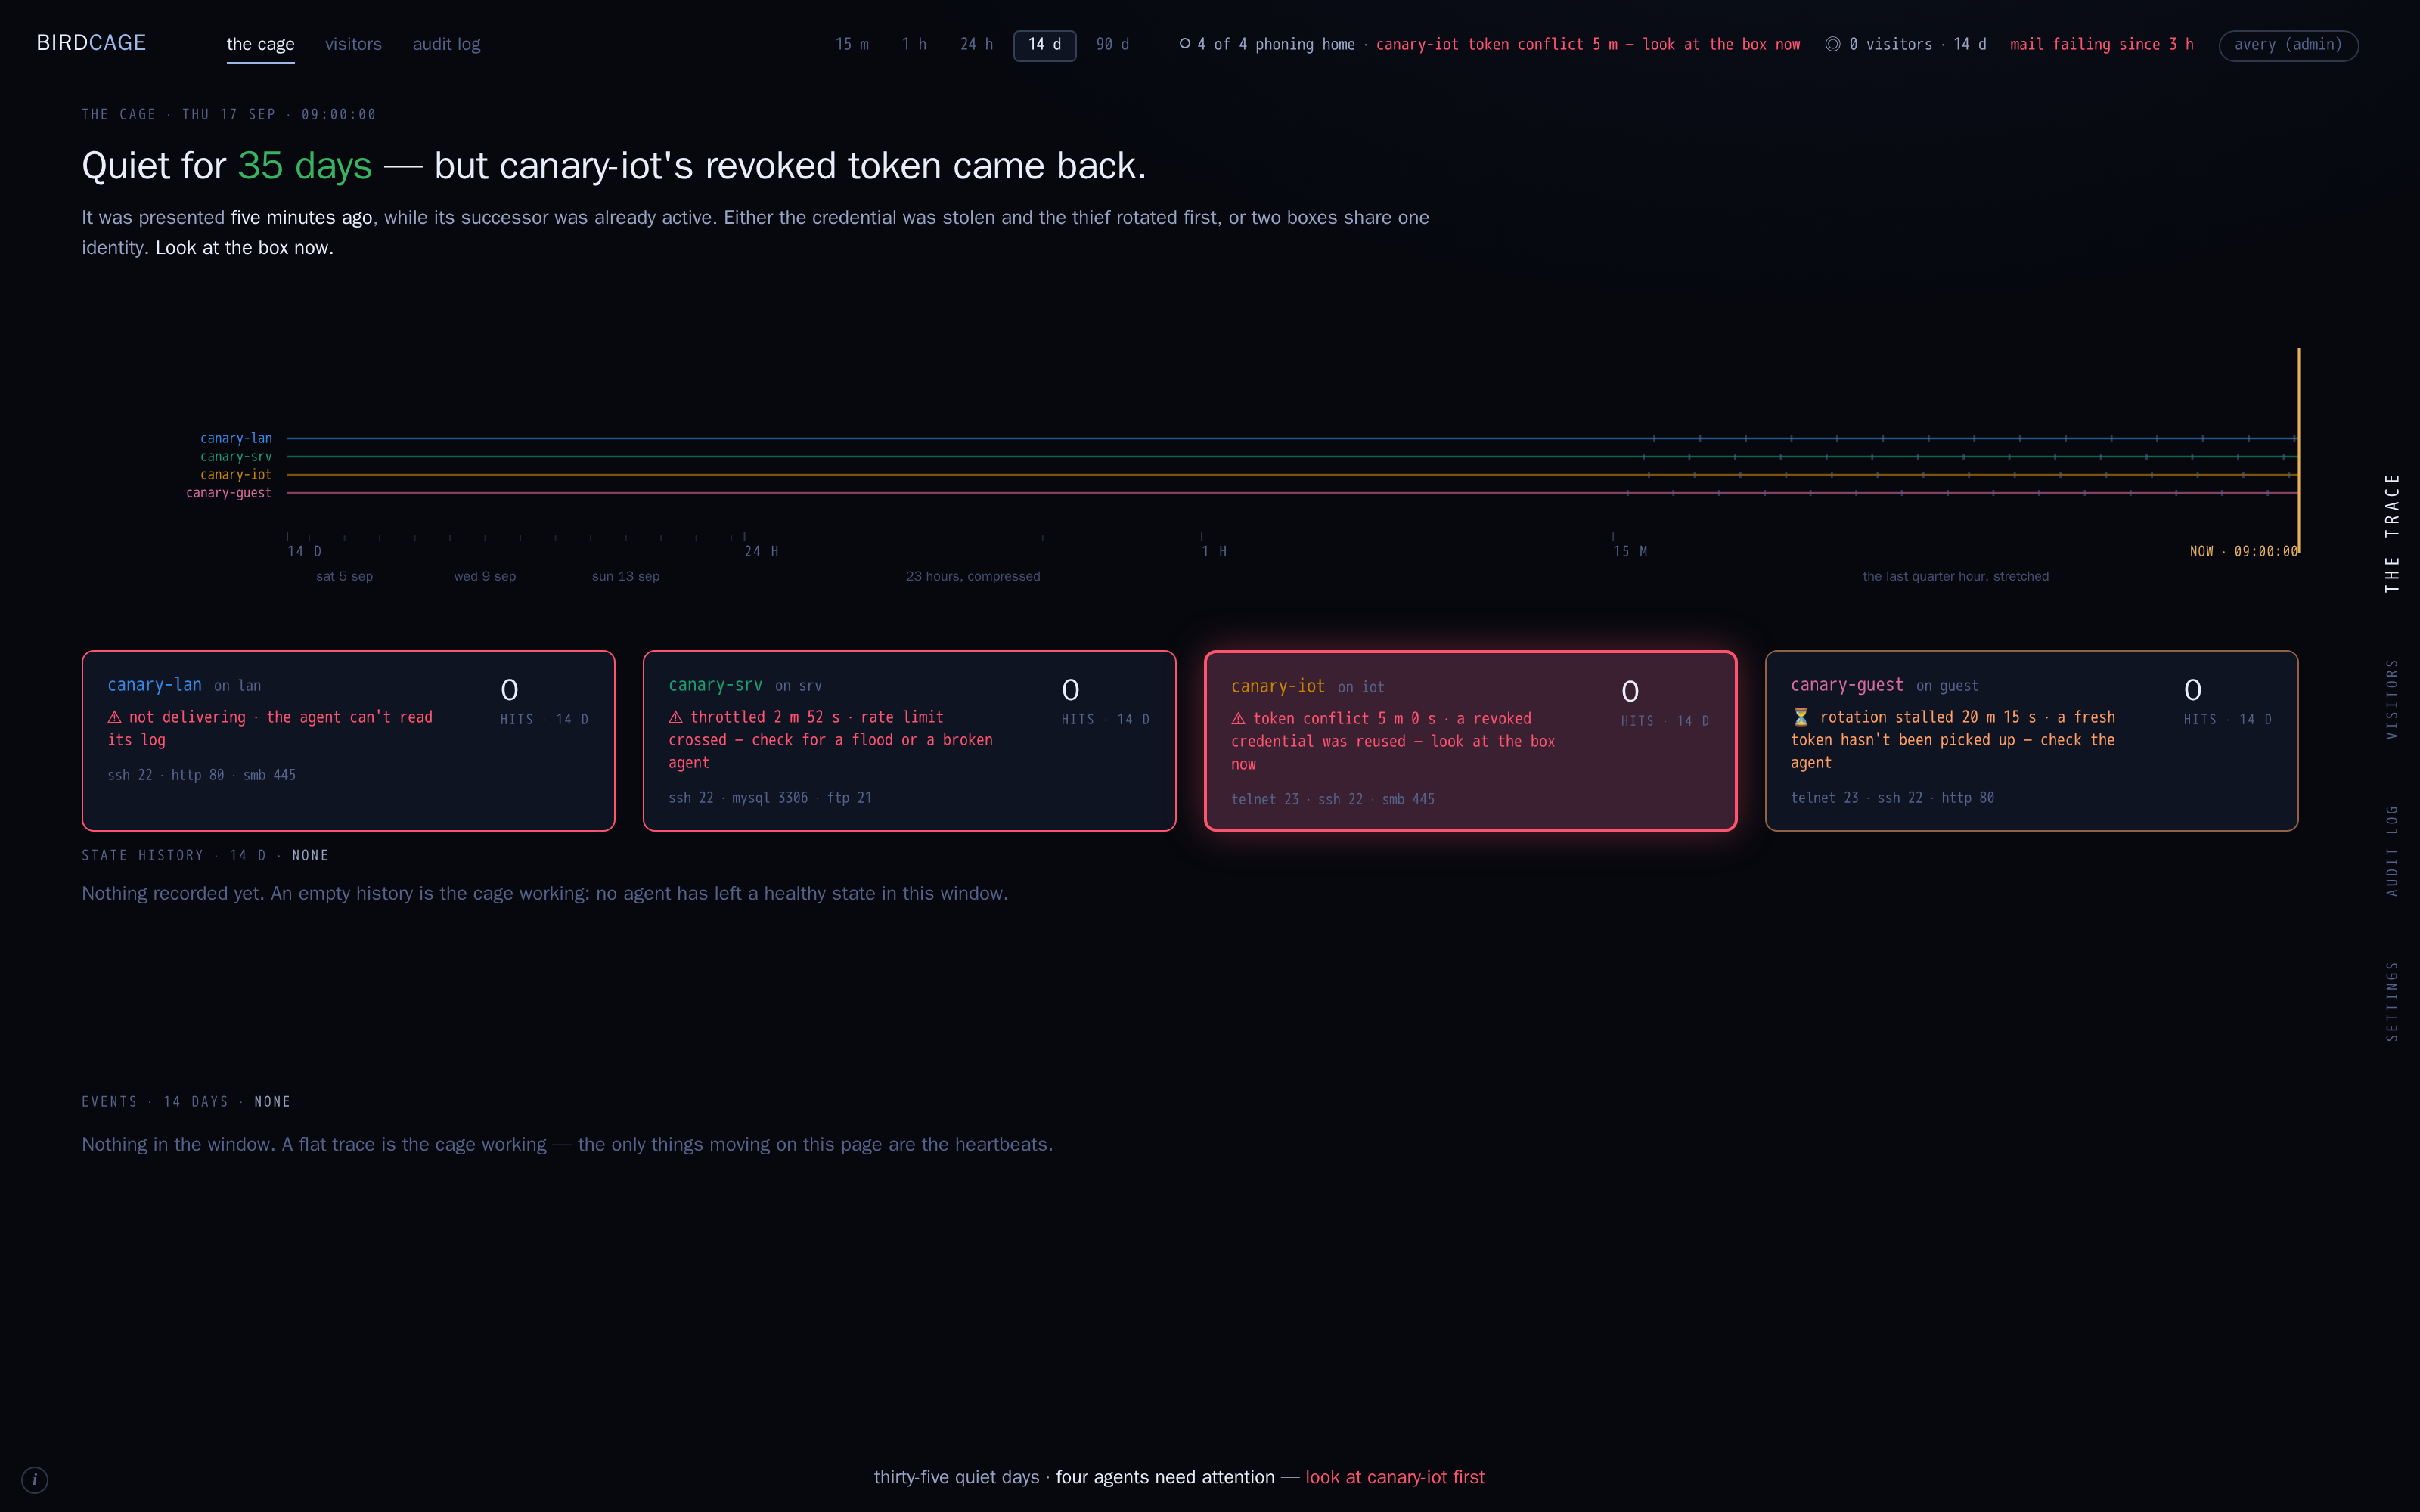 BIRDCAGE the cage visitors audit log 15 m 1 h 24 h 14 d 90 d 4 of 4 phoning home · canary-iot token conflict 5 m — look at the box now ◎ 0 visitors · 14 d mail failing since 3 h avery (admin)
THE CAGE · THU 17 SEP · 09:00:00
Quiet for 35 days — but canary-iot's revoked token came back.
It was presented five minutes ago, while its successor was already active. Either the credential was stolen and the thief rotated first, or two boxes share one
identity. Look at the box now.
canary-lan
canary-srv
canary-iot
canary-guest
14 D 24 H 1 H 15 M NOW · 09:00:00
sat 5 sep wed 9 sep sun 13 sep 23 hours, compressed the last quarter hour, stretched
canary-lan on lan
0
HITS · 14 D
⚠ not delivering · the agent can't read
its log
ssh 22 · http 80 · smb 445
canary-srv on srv
0
HITS · 14 D
⚠ throttled 2 m 52 s · rate limit
crossed — check for a flood or a broken
agent
ssh 22 · mysql 3306 · ftp 21
canary-iot on iot
0
HITS · 14 D
⚠ token conflict 5 m 0 s · a revoked
credential was reused — look at the box
now
telnet 23 · ssh 22 · smb 445
canary-guest on guest
0
HITS · 14 D
⏳ rotation stalled 20 m 15 s · a fresh
token hasn't been picked up — check the
agent
telnet 23 · ssh 22 · http 80
STATE HISTORY · 14 D · NONE
Nothing recorded yet. An empty history is the cage working: no agent has left a healthy state in this window.
EVENTS · 14 DAYS · NONE
Nothing in the window. A flat trace is the cage working — the only things moving on this page are the heartbeats.
THE TRACE
VISITORS
AUDIT LOG
SETTINGS
i
thirty-five quiet days · four agents need attention — look at canary-iot first